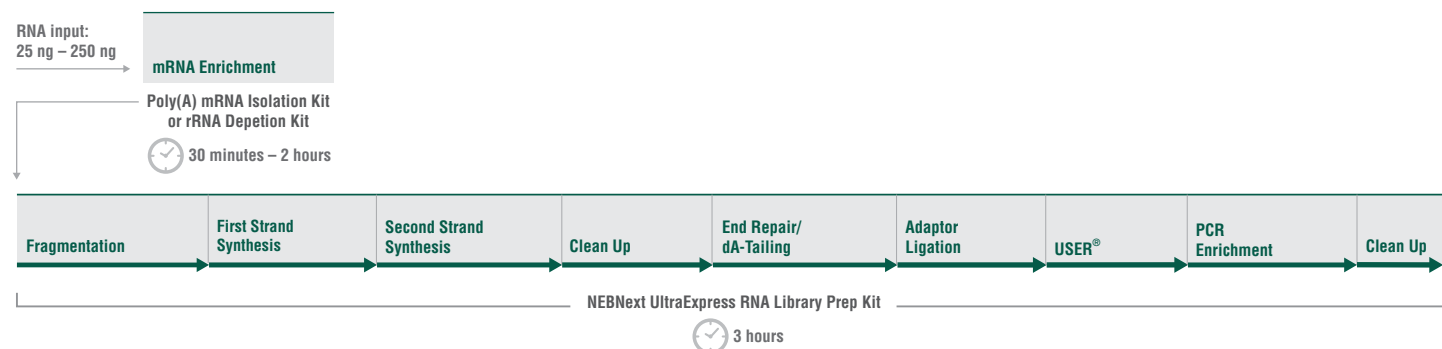 RNA input:
25 ng – 250 ng
mRNA Enrichment
Poly(A) mRNA Isolation Kit
or rRNA Depetion Kit
30 minutes – 2 hours
Fragmentation
First Strand
Synthesis
Second Strand
Synthesis
Clean Up
End Repair/
dA-Tailing
Adaptor
Ligation
USER®
PCR
Enrichment
Clean Up
NEBNext UltraExpress RNA Library Prep Kit
3 hours